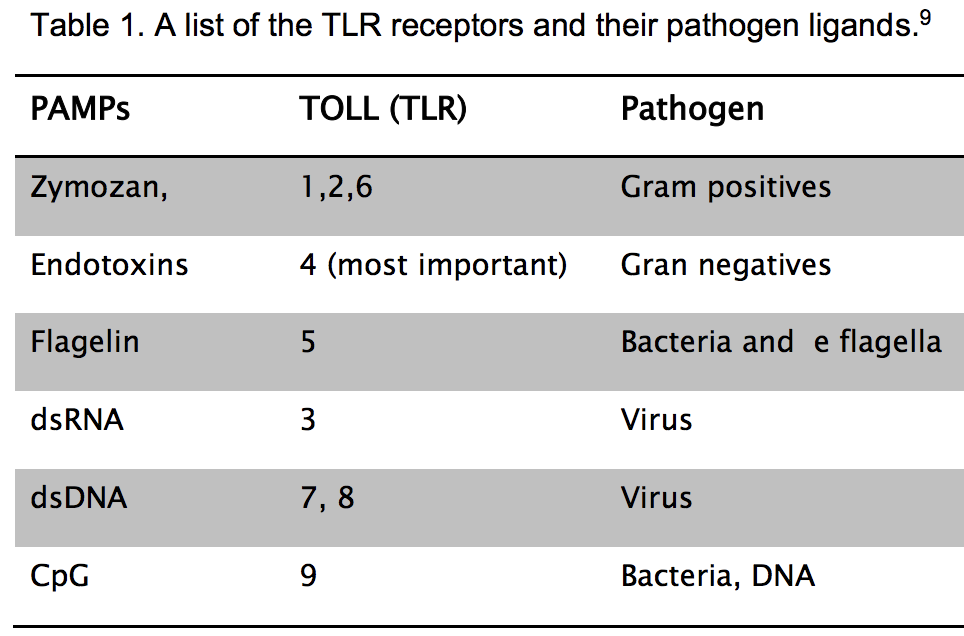 Table 1. A list of the TLR receptors and their pathogen ligands.9
PAMPs TOLL (TLR) Pathogen
Zymozan, 1,2,6 Gram positives
Endotoxins 4 (most important) Gran negatives
Flagelin 5 Bacteria and  e flagella
dsRNA 3 Virus
dsDNA 7, 8 Virus
CpG 9 Bacteria, DNA